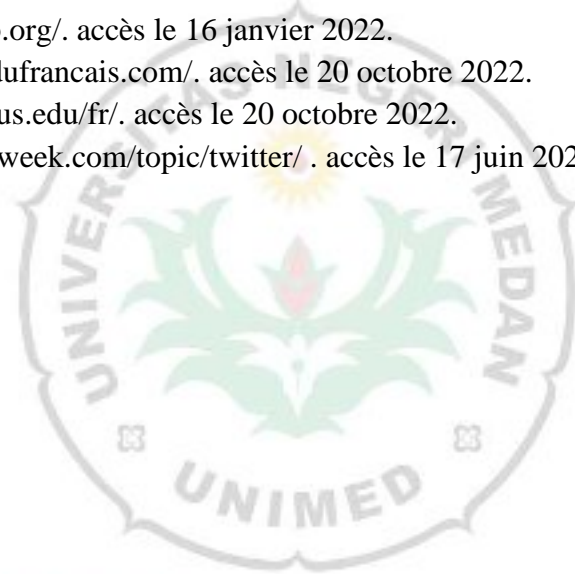 .org/. accès le 16 janvier 2022.
dufrancais.com/. accès le 20 octobre 2022.
us.edu/fr/. accès le 20 octobre 2022.
week.com/topic/twitter/ . accès le 17 juin 202
UNIVERSITAS NEGERI MEDAN
UNIMED